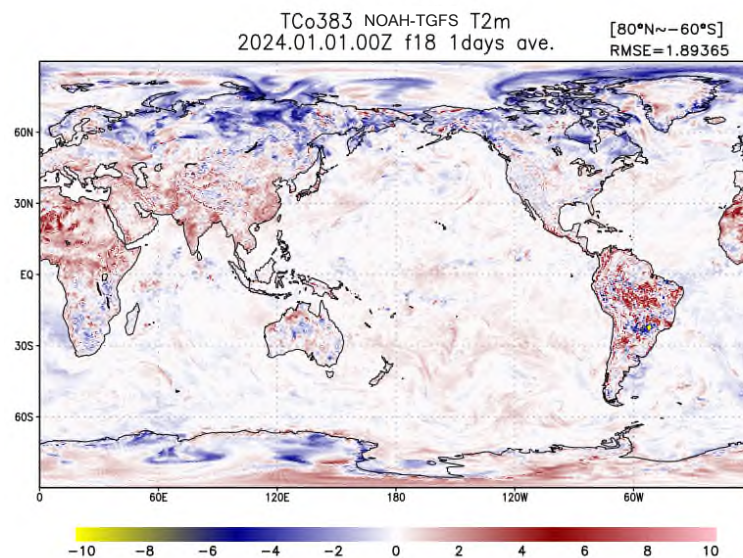 TCo383 NOAH-TGFS T2m
2024.01.01.00Z f18 1days ave.
[80°N~-60°S]
RMSE=1.89365
60N
30N
EQ
30S
60S
0 60E 120E 180 120W 60W
-10 -8 -6 -4 -2 0 2 4 6 8 10